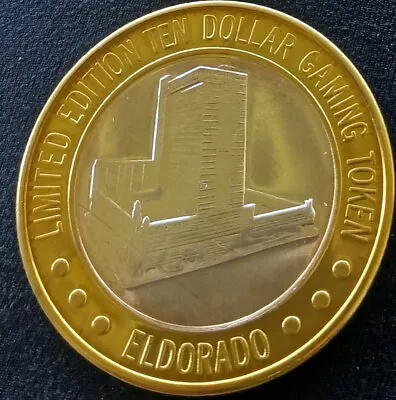 LIMITED EDITION TEN DOLLAR GAMING TOKEN
ELDORADO